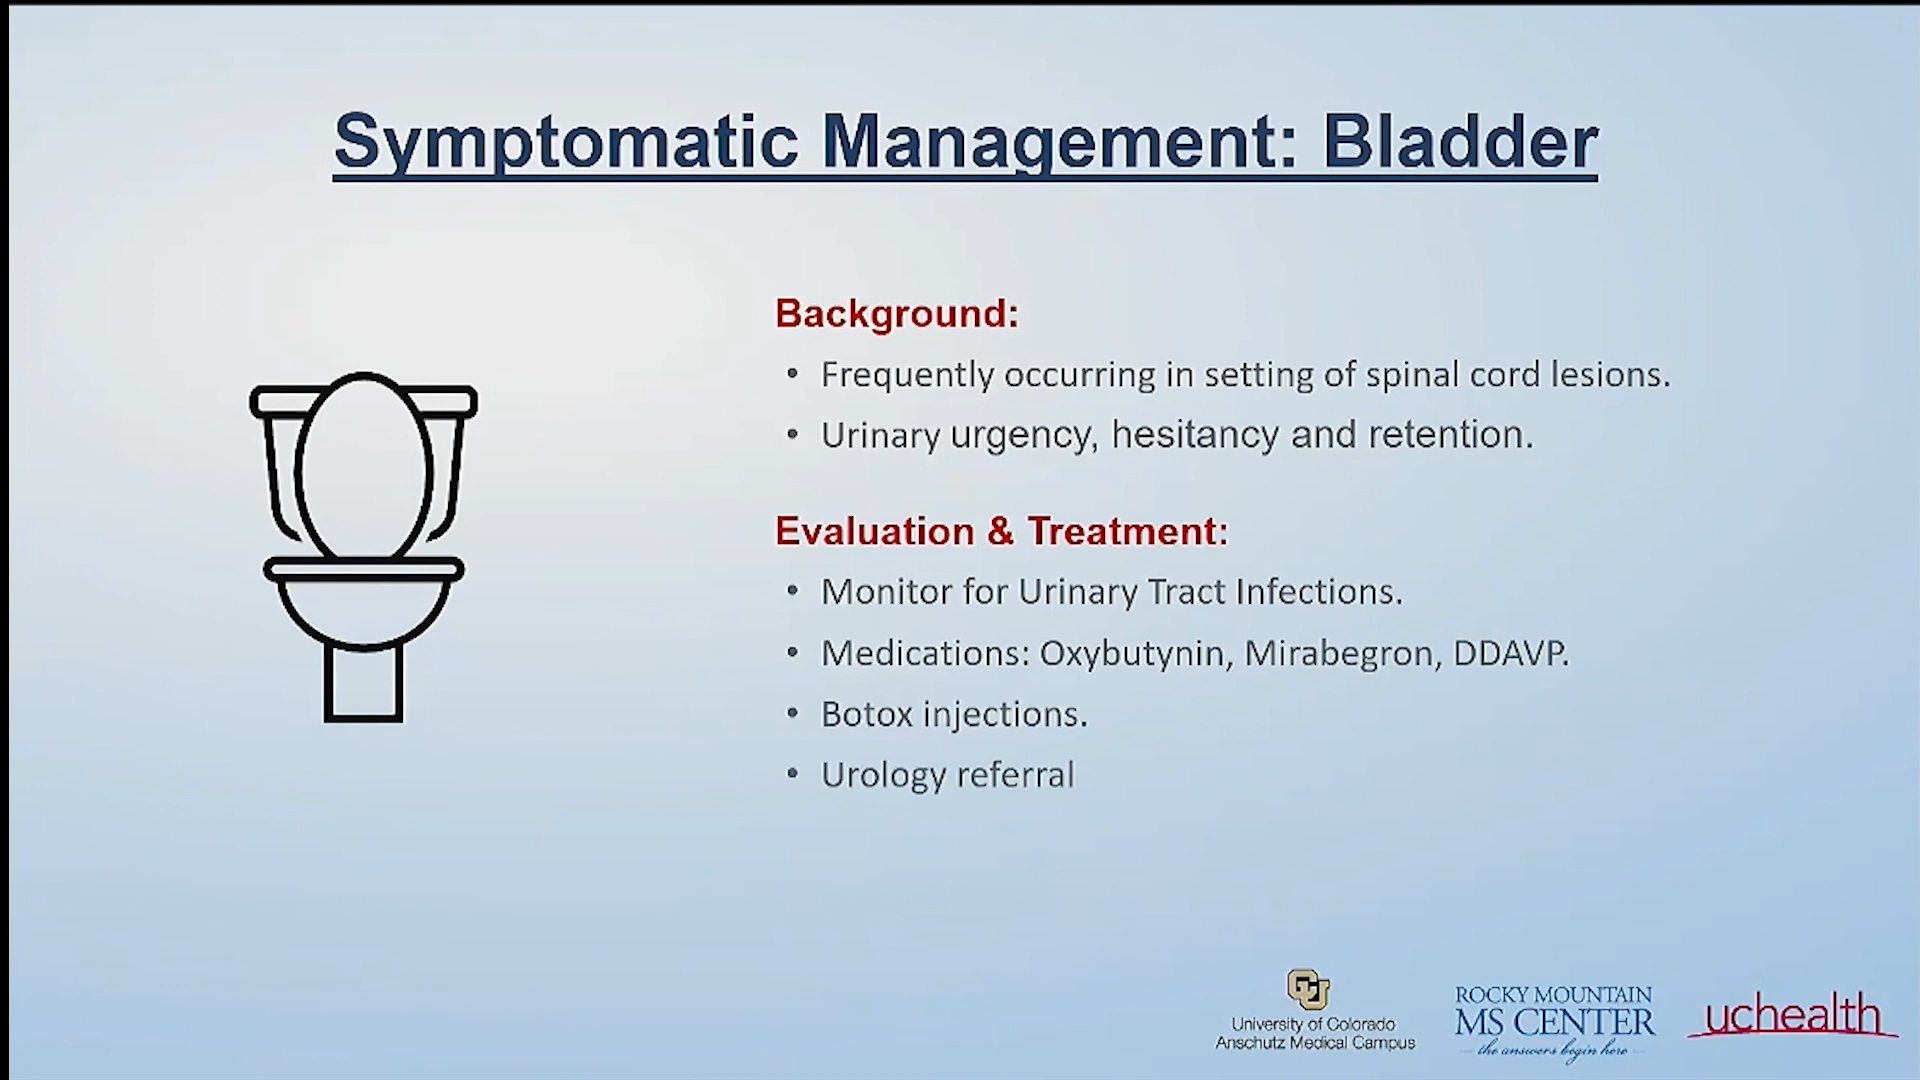 Symptomatic Management: Bladder
Background:
• Frequently occurring in setting of spinal cord lesions.
• Urinary urgency, hesitancy and retention.
Evaluation & Treatment:
• Monitor for Urinary Tract Infections.
• Medications: Oxybutynin, Mirabegron, DDAVP.
• Botox injections.
• Urology referral
CU
University of Colorado
Anschutz Medical Campus
ROCKY MOUNTAIN
MS CENTER
the answers begin here
uchealth